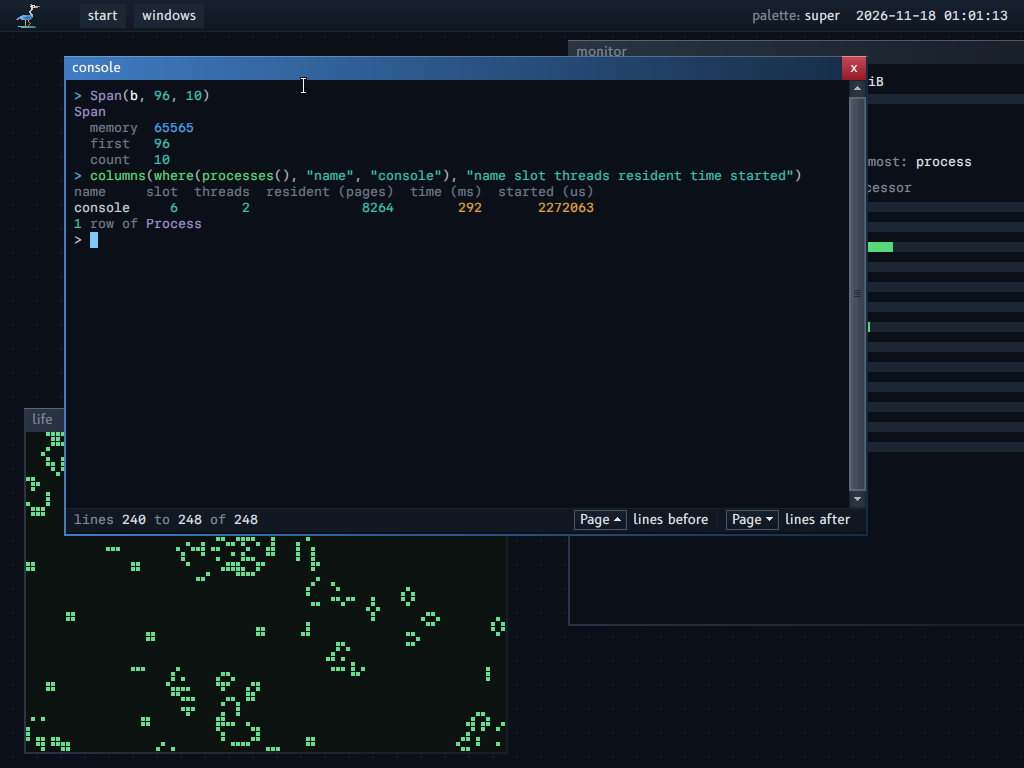 start windows palette: super 2026-11-18 01:01:13
monitor
console x
iB
> Span(b, 96, 10)
Span
memory 65565
first 96
count 10
most: process
> columns(where(processes(), "name", "console"), "name slot threads resident time started")
cessor
name slot threads resident (pages) time (ms) started (us)
console 6 2 8264 292 2272063
1 row of Process
>
life
lines 240 to 248 of 248 Page lines before Page lines after